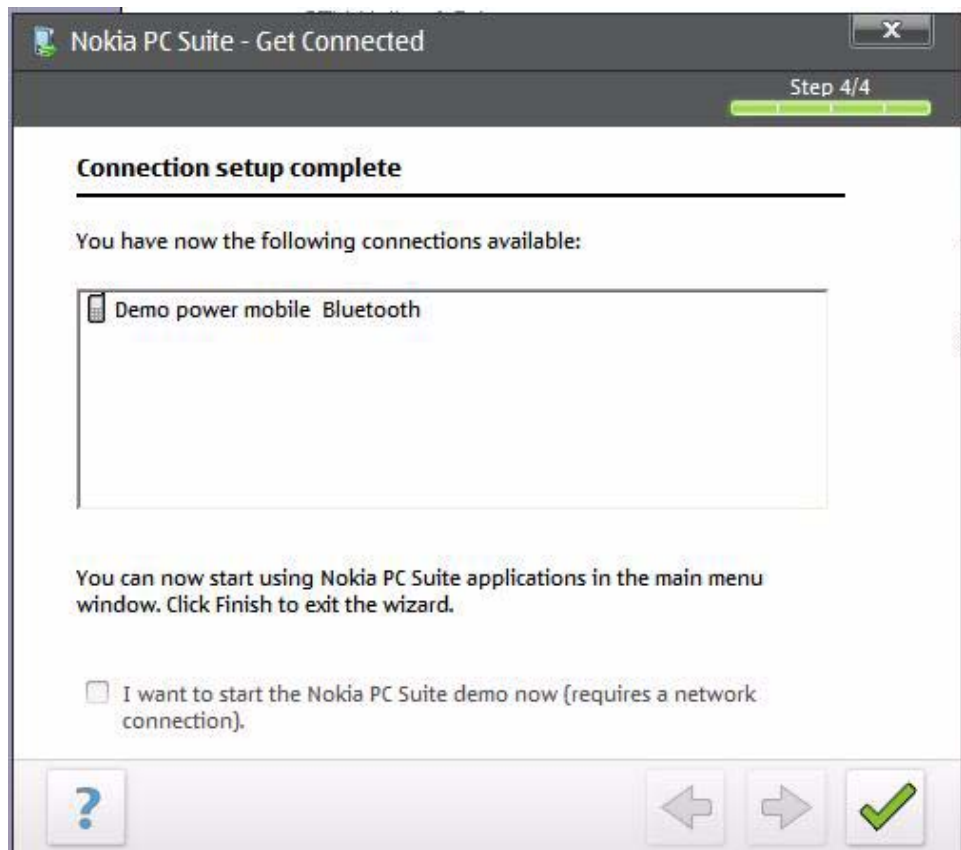 Nokia PC Suite - Get Connected
Step 4/4
Connection setup complete
You have now the following connections available:
Demo power mobile Bluetooth
You can now start using Nokia PC Suite applications in the main menu
window. Click Finish to exit the wizard.
I want to start the Nokia PC Suite demo now (requires a network
connection).